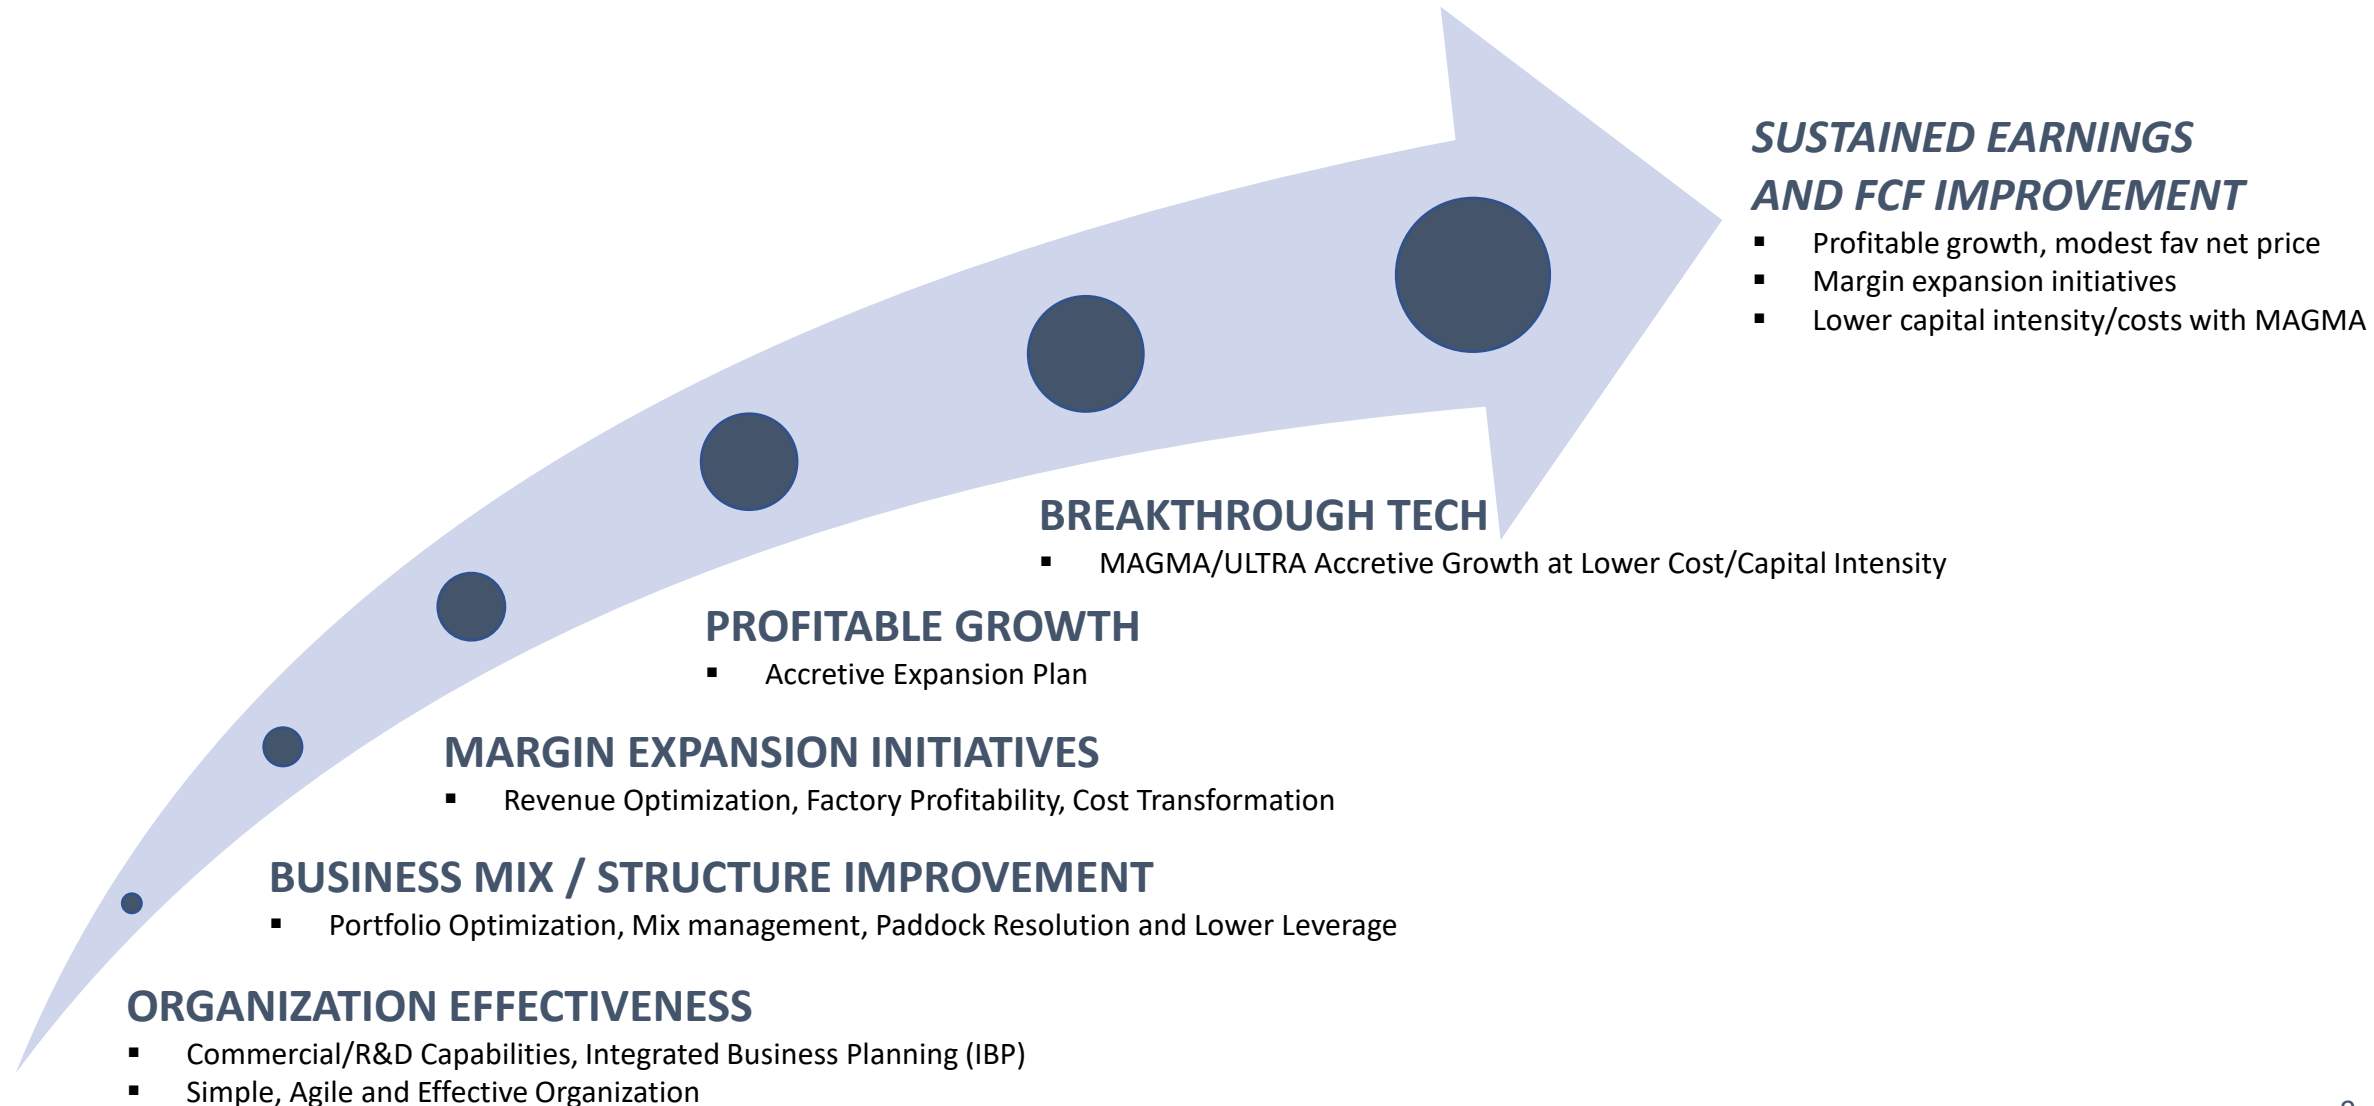 SUSTAINED EARNINGS
AND FCF IMPROVEMENT
▪ Profitable growth, modest fav net price
▪ Margin expansion initiatives
▪ Lower capital intensity/costs with MAGMA
BREAKTHROUGH TECH
▪ MAGMA/ULTRA Accretive Growth at Lower Cost/Capital Intensity
PROFITABLE GROWTH
▪ Accretive Expansion Plan
MARGIN EXPANSION INITIATIVES
▪ Revenue Optimization, Factory Profitability, Cost Transformation
BUSINESS MIX / STRUCTURE IMPROVEMENT
▪ Portfolio Optimization, Mix management, Paddock Resolution and Lower Leverage
ORGANIZATION EFFECTIVENESS
▪ Commercial/R&D Capabilities, Integrated Business Planning (IBP)
▪ Simple, Agile and Effective Organization